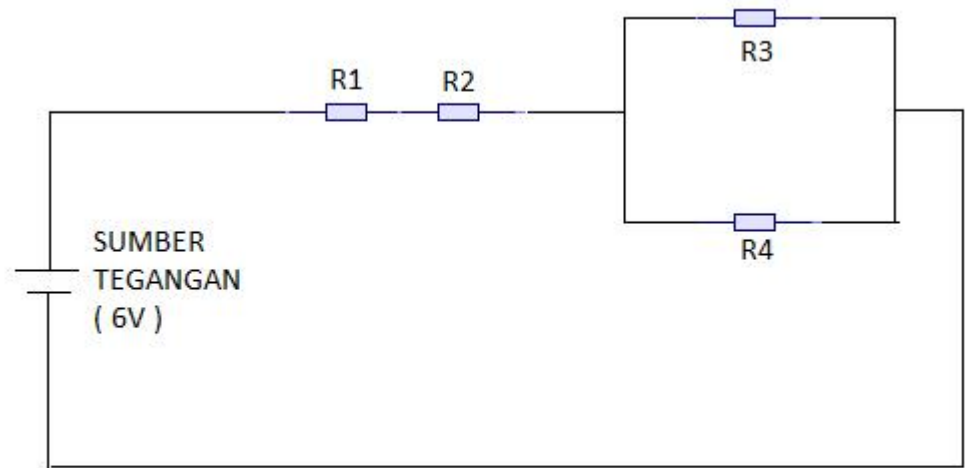 R1
R2
R3
R4
SUMBER
TEGANGAN
( 6V )